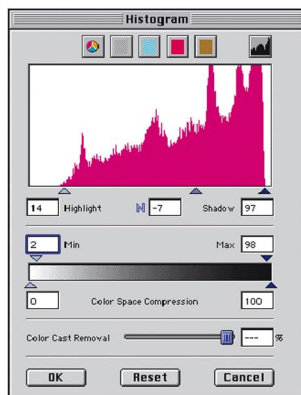 Histogram
14 Highlight -7 Shadow 97
2 Min Max 98
0 Color Space Compression 100
Color Cast Removal --- %
OK Reset Cancel